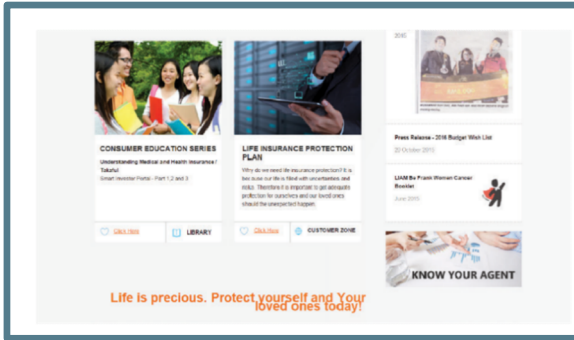 CONSUMER EDUCATION SERIES
Understanding Medical and Health Insurance /
Takaful
Smart Investor Portal - Part 1,2 and 3
Click Here
LIBRARY
LIFE INSURANCE PROTECTION
PLAN
Why do we need life insurance protection? It is
because our life is filled with uncertainties and
risks. Therefore it is important to get adequate
protection for ourselves and our loved ones
should the unexpected happen.
Click Here
CUSTOMER ZONE
2015
Press Release - 2016 Budget Wish List
22 October 2015
LIAM Be Frank Women Career
Booklet
June 2015
KNOW YOUR AGENT
Life is precious. Protect yourself and Your
loved ones today!